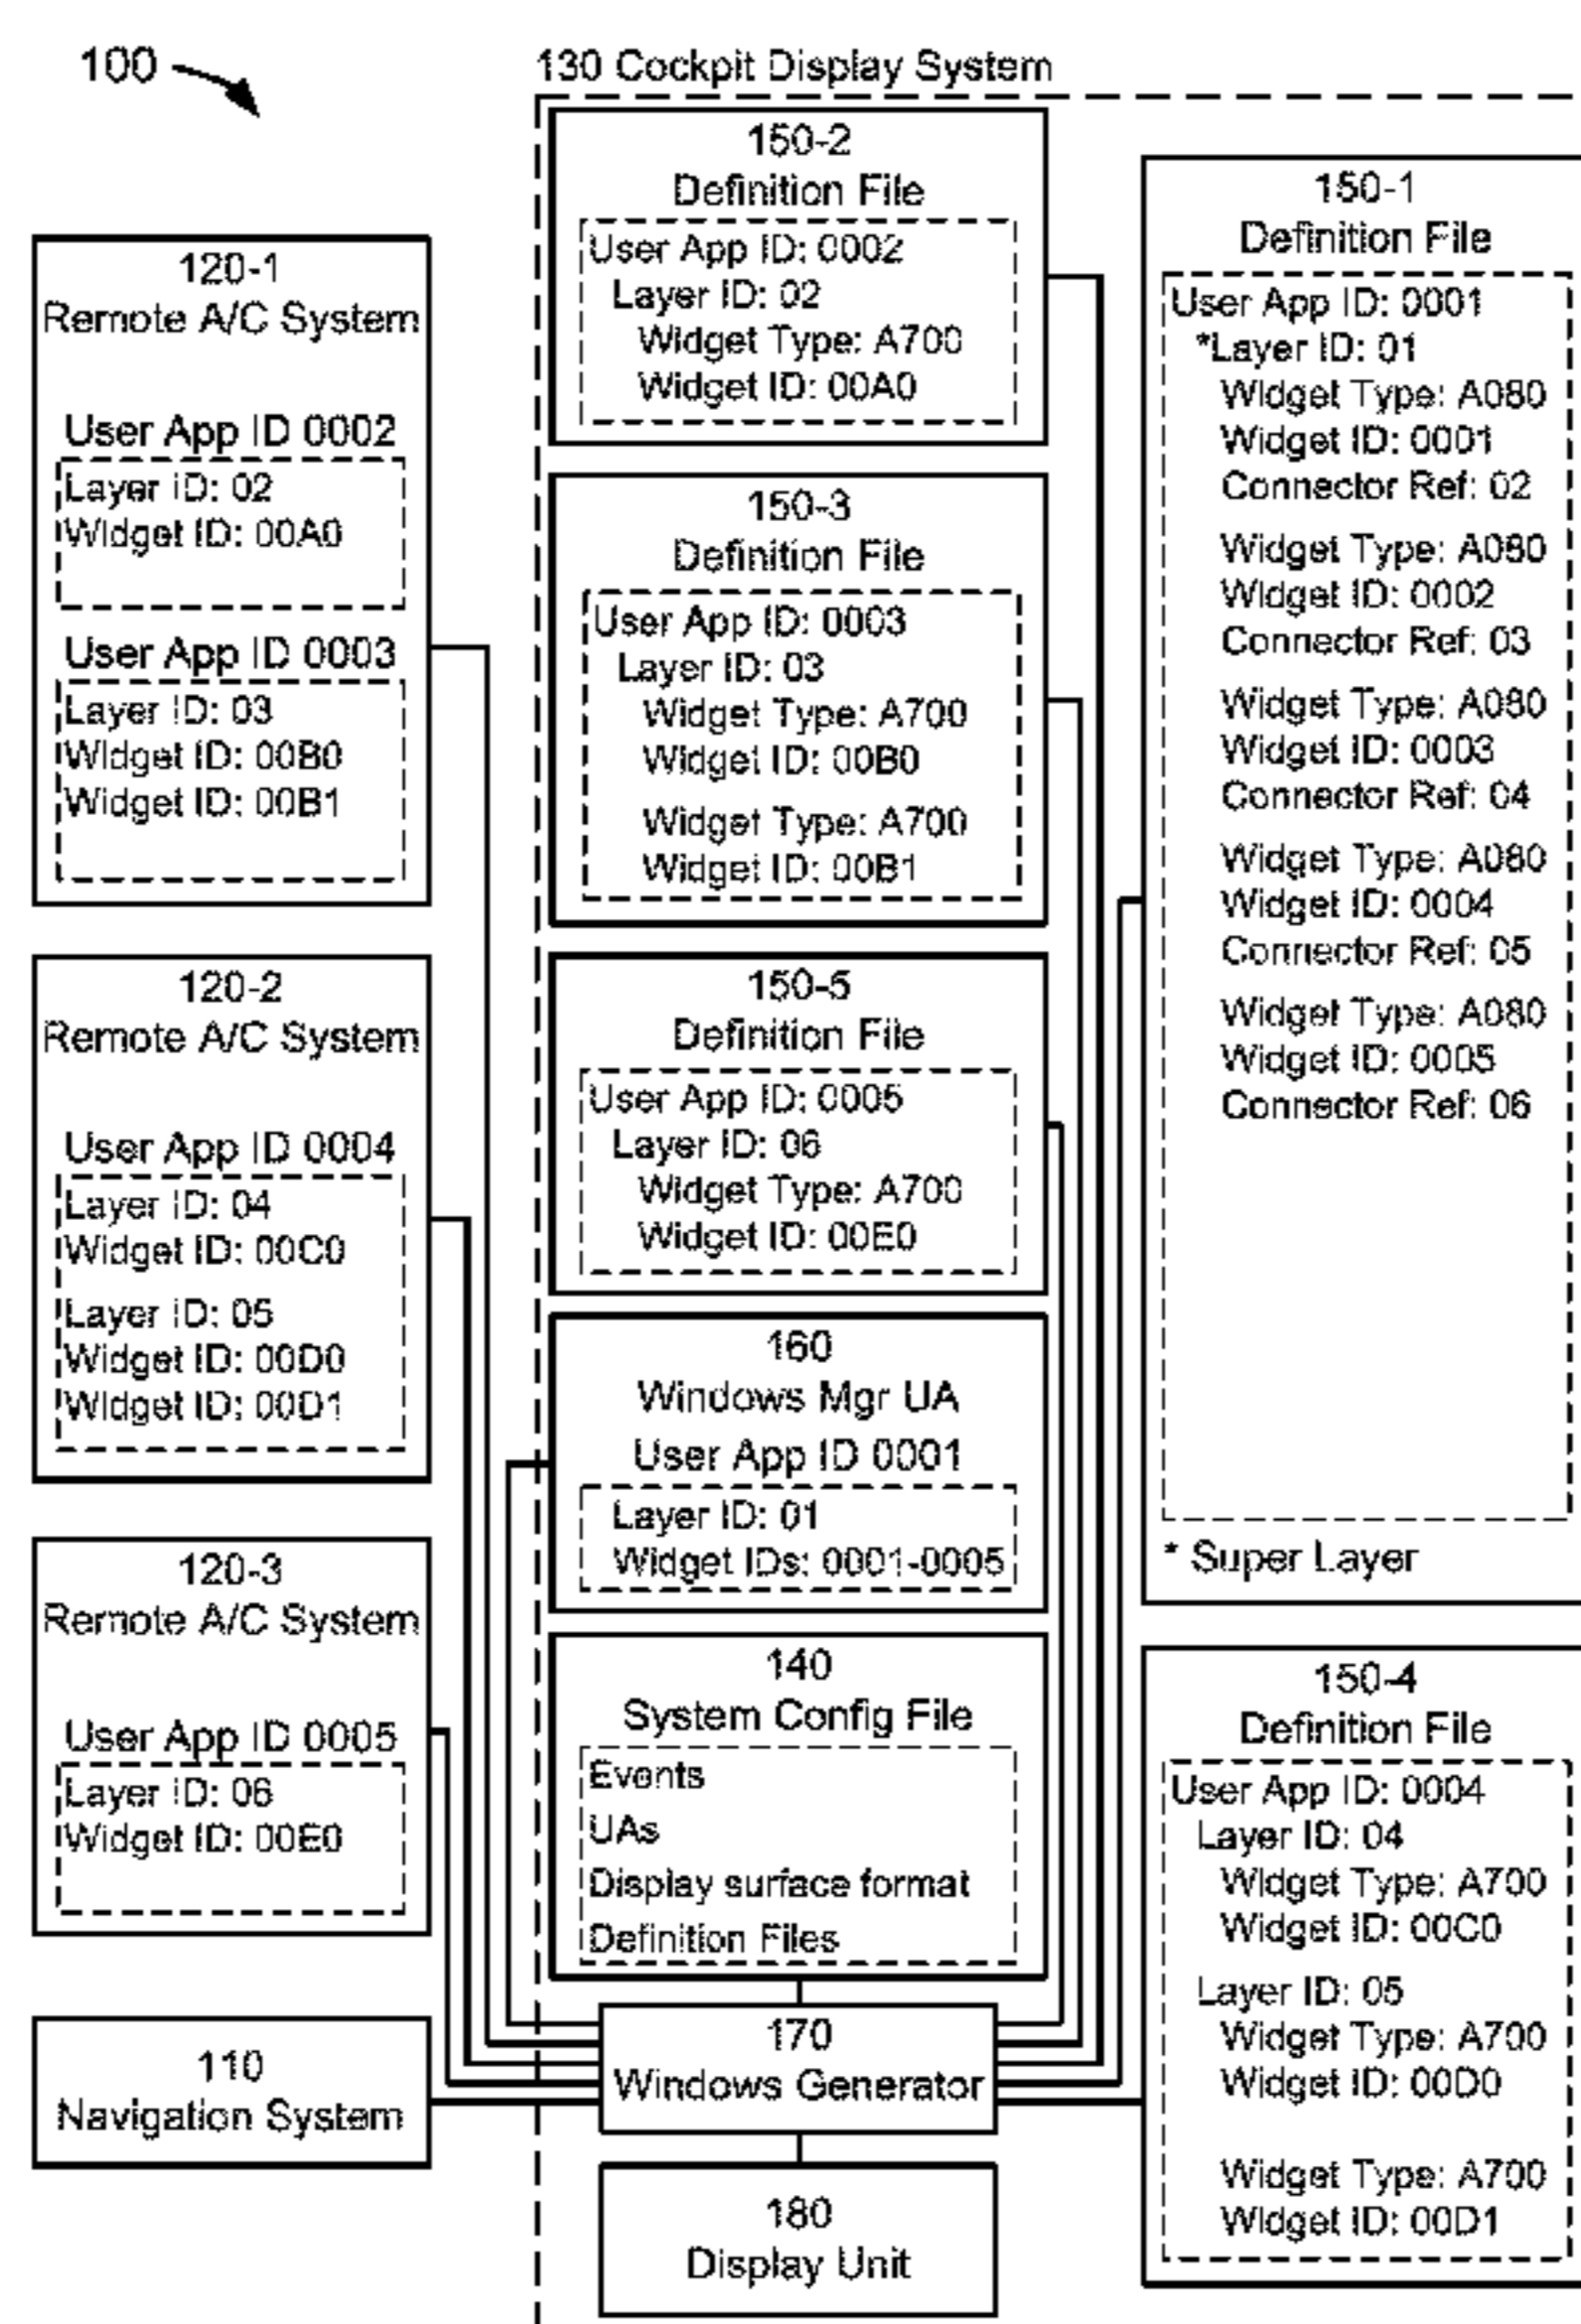 100
130 Cockpit Display System
120-1
Remote A/C System
User App ID 0002
Layer ID: 02
Widget ID: 00A0
User App ID 0003
Layer ID: 03
Widget ID: 00B0
Widget ID: 00B1
120-2
Remote A/C System
User App ID 0004
Layer ID: 04
Widget ID: 00C0
Layer ID: 05
Widget ID: 00D0
Widget ID: 00D1
120-3
Remote A/C System
User App ID 0005
Layer ID: 06
Widget ID: 00E0
110
Navigation System
150-2
Definition File
User App ID: 0002
Layer ID: 02
Widget Type: A700
Widget ID: 00A0
150-3
Definition File
User App ID: 0003
Layer ID: 03
Widget Type: A700
Widget ID: 00B0
Widget Type: A700
Widget ID: 00B1
150-5
Definition File
User App ID: 0005
Layer ID: 06
Widget Type: A700
Widget ID: 00E0
160
Windows Mgr UA
User App ID 0001
Layer ID: 01
Widget IDs: 0001-0005
140
System Config File
Events
UAs
Display surface format
Definition Files
170
Windows Generator
180
Display Unit
150-1
Definition File
User App ID: 0001
*Layer ID: 01
Widget Type: A080
Widget ID: 0001
Connector Ref: 02
Widget Type: A080
Widget ID: 0002
Connector Ref: 03
Widget Type: A080
Widget ID: 0003
Connector Ref: 04
Widget Type: A080
Widget ID: 0004
Connector Ref: 05
Widget Type: A080
Widget ID: 0005
Connector Ref: 06
* Super Layer
150-4
Definition File
User App ID: 0004
Layer ID: 04
Widget Type: A700
Widget ID: 00C0
Layer ID: 05
Widget Type: A700
Widget ID: 00D0
Widget Type: A700
Widget ID: 00D1